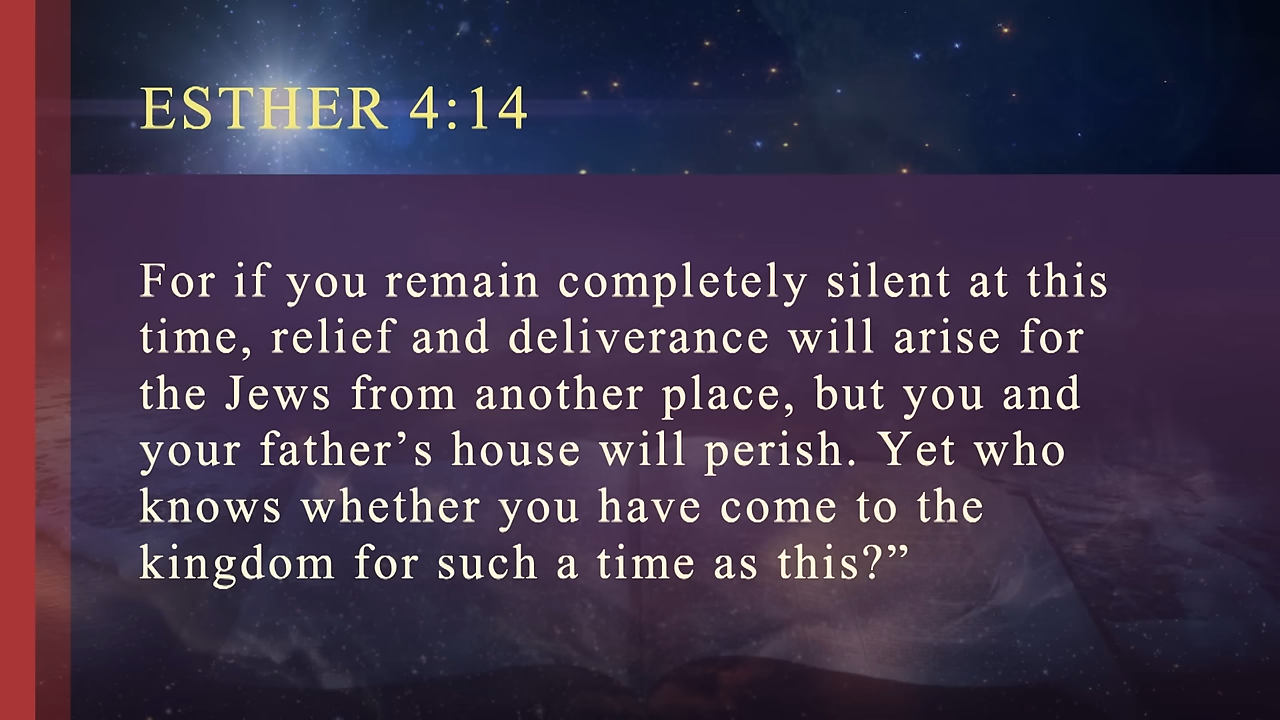 ESTHER 4:14
For if you remain completely silent at this
time, relief and deliverance will arise for
the Jews from another place, but you and
your father’s house will perish. Yet who
knows whether you have come to the
kingdom for such a time as this?”